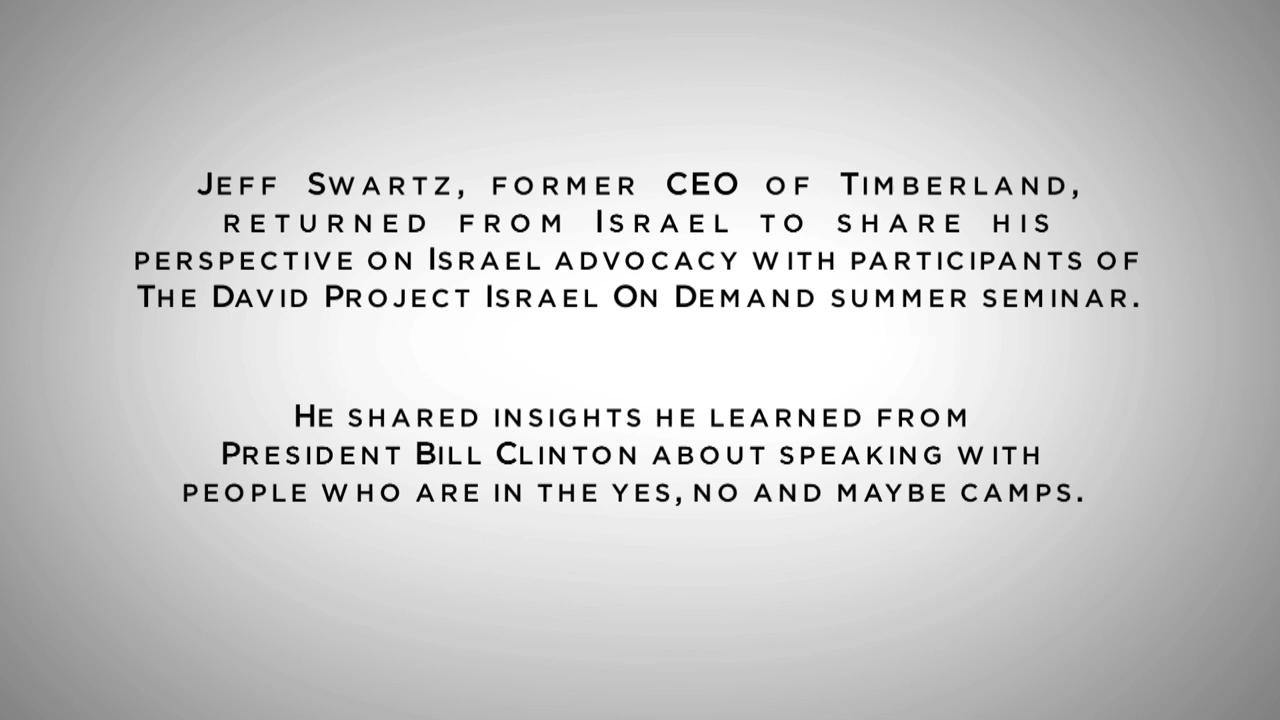 Jeff Swartz, former CEO of Timberland,
returned from Israel to share his
perspective on Israel advocacy with participants of
The David Project Israel On Demand summer seminar.
He shared insights he learned from
President Bill Clinton about speaking with
people who are in the yes, no and maybe camps.